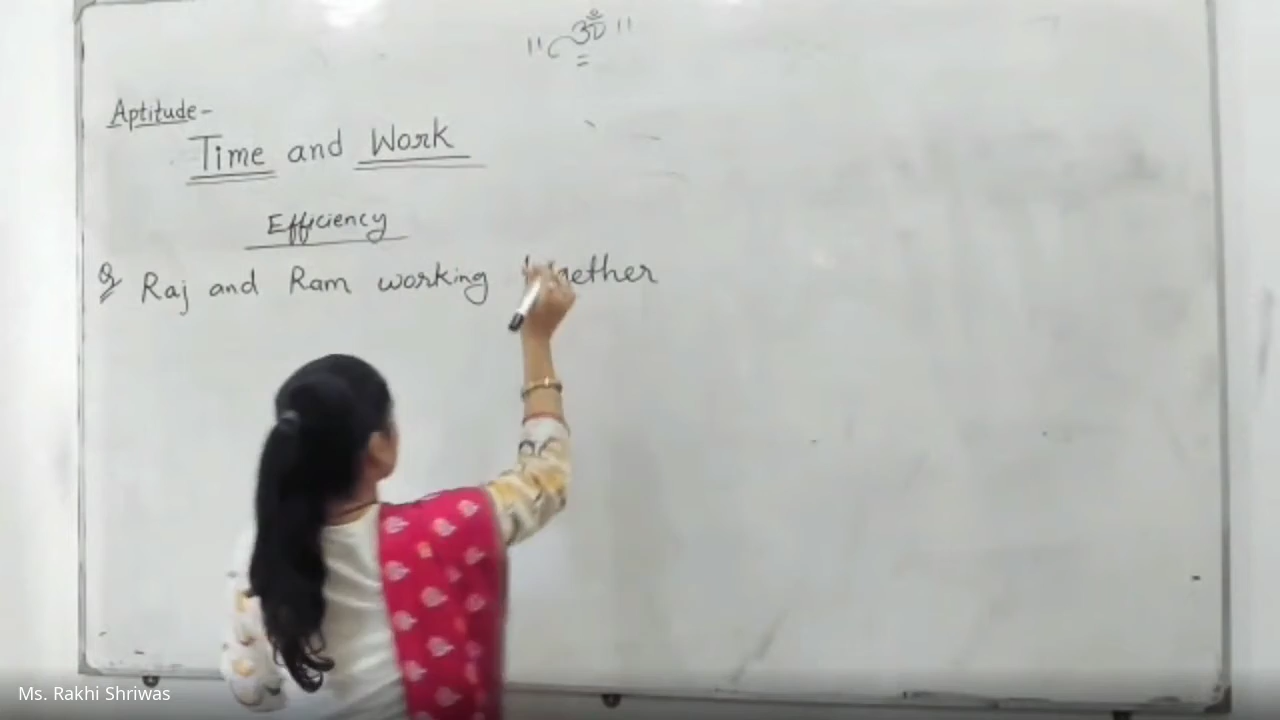 " ॐ "
Aptitude-
Time and Work
Efficiency
Q Raj and Ram working together
Ms. Rakhi Shriwas